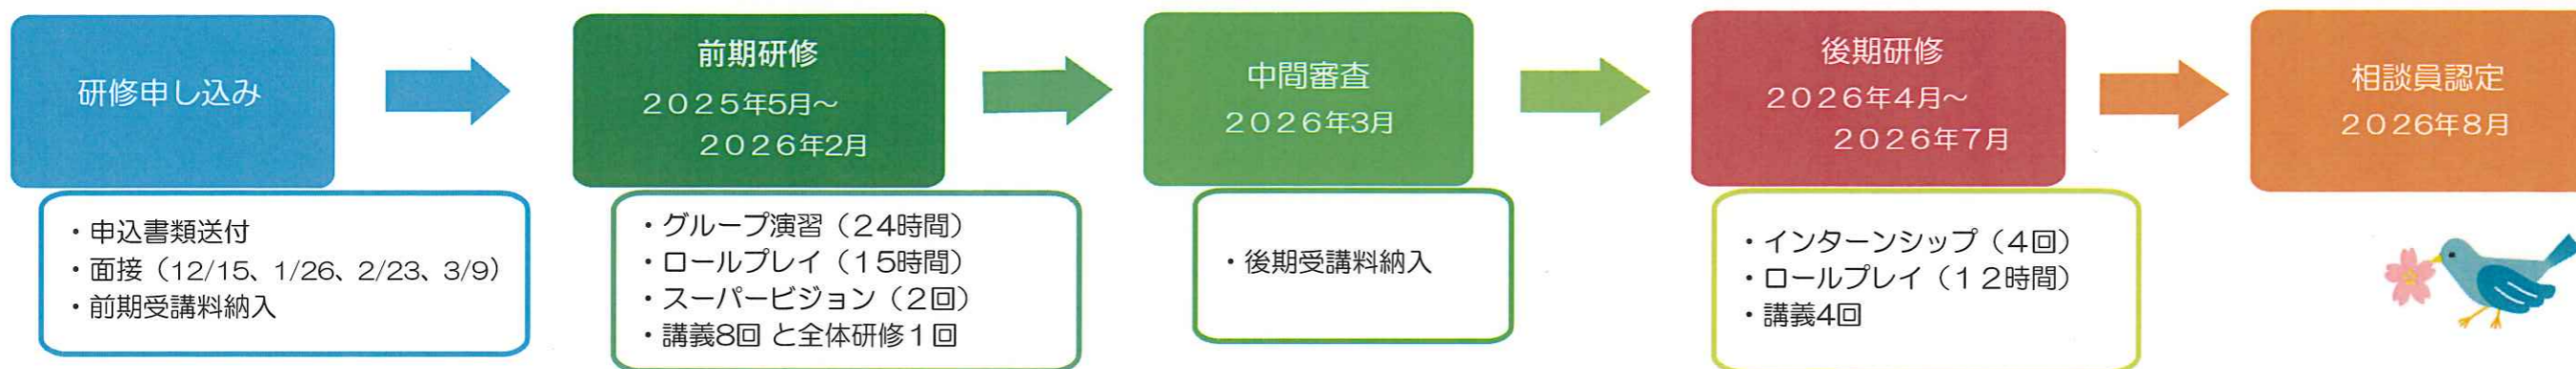 研修申し込み
・申込書類送付
・面接（12/15、1/26、2/23、3/9）
・前期受講料納入
前期研修
２０２５年5月～
２０２６年2月
・グループ演習（２４時間）
・ロールプレイ（１５時間）
・スーパービジョン（２回）
・講義8回 と全体研修１回
中間審査
２０２６年3月
・後期受講料納入
後期研修
２０２６年４月～
２０２６年7月
・インターンシップ（４回）
・ロールプレイ（１２時間）
・講義4回
相談員認定
２０２６年８月